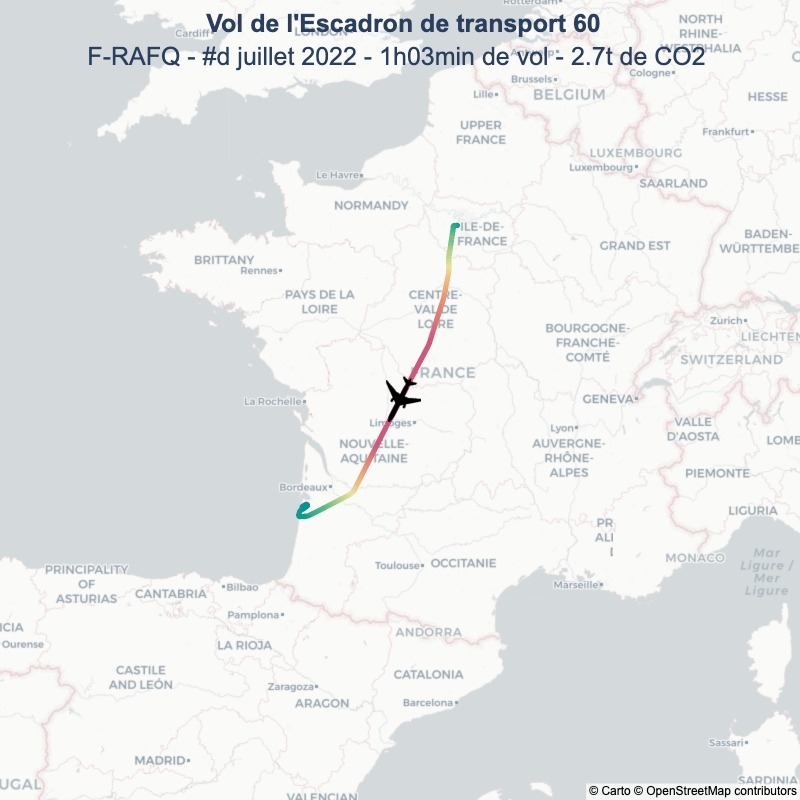 Vol de l'Escadron de transport 60
F-RAFQ - #d juillet 2022 - 1h03min de vol - 2.7t de CO2
Rotterdam
Cardiff
LONDON
NORTH
RHINE-
WESTPHALIA
Cologne
Brussels
Lille
BELGIUM
HESSE
UPPER
FRANCE
Frankfurt
LUXEMBOURG
Luxembourg
SAARLAND
Le Havre
NORMANDY
ILE-DE-
FRANCE
GRAND EST
BADEN-
WÜRTTEMBE
BRITTANY
Rennes
PAYS DE LA
LOIRE
CENTRE-
VAL DE
LOIRE
BOURGOGNE-
FRANCHE-
COMTÉ
Zurich
LIECHTEN
SWITZERLAND
FRANCE
GENEVA
La Rochelle
Limoges
NOUVELLE-
AQUITAINE
Lyon
AUVERGNE-
RHÔNE-
ALPES
VALLE
D'AOSTA
LOMB
PIEMONTE
Bordeaux
LIGURIA
PR
AL
Toulouse
OCCITANIE
MONACO
Mar
Ligure /
Mer
Ligure
Marseille
PRINCIPALITY
OF
ASTURIAS
CANTABRIA
Bilbao
Pamplona
ICIA
Ourense
LA RIOJA
ANDORRA
CASTILE
AND LEÓN
Zaragoza
ARAGON
CATALONIA
Barcelona
MADRID
UGAL
VALENCIAN
Sassari
SARDINIA
© Carto © OpenStreetMap contributors